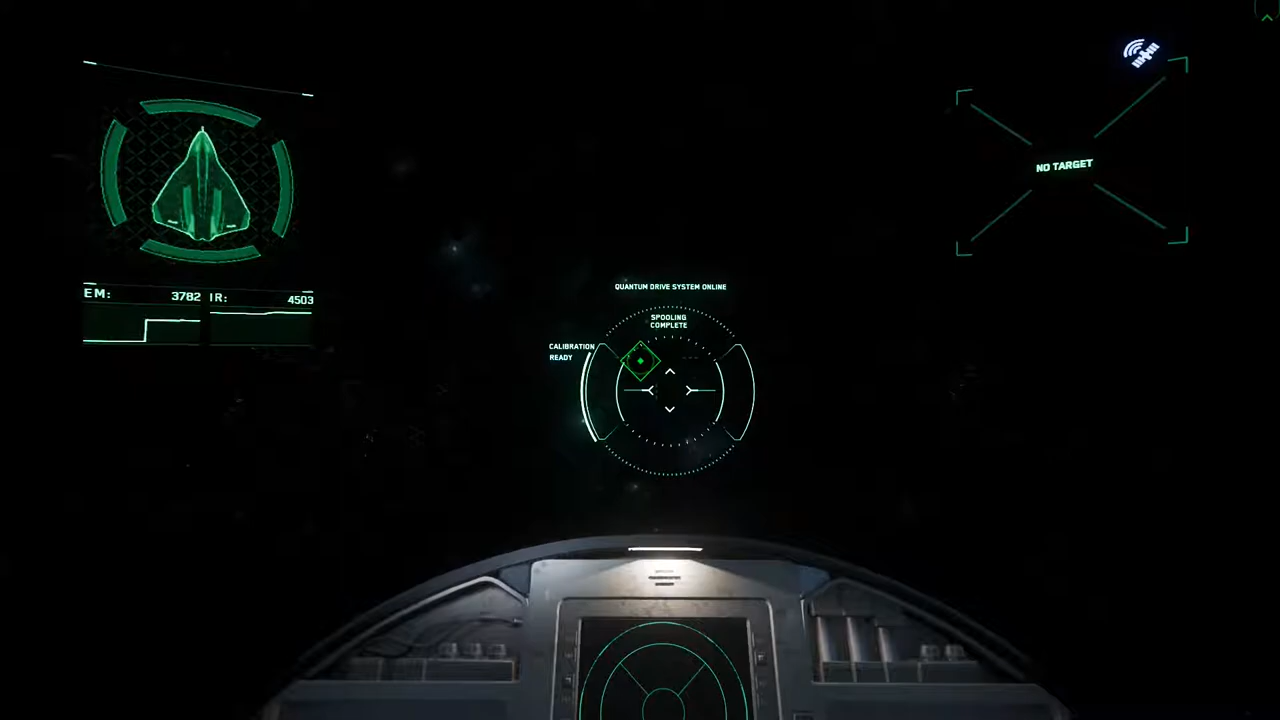 EM: 3782 IR: 4503
NO TARGET
QUANTUM DRIVE SYSTEM ONLINE
SPOOLING
COMPLETE
CALIBRATION
READY